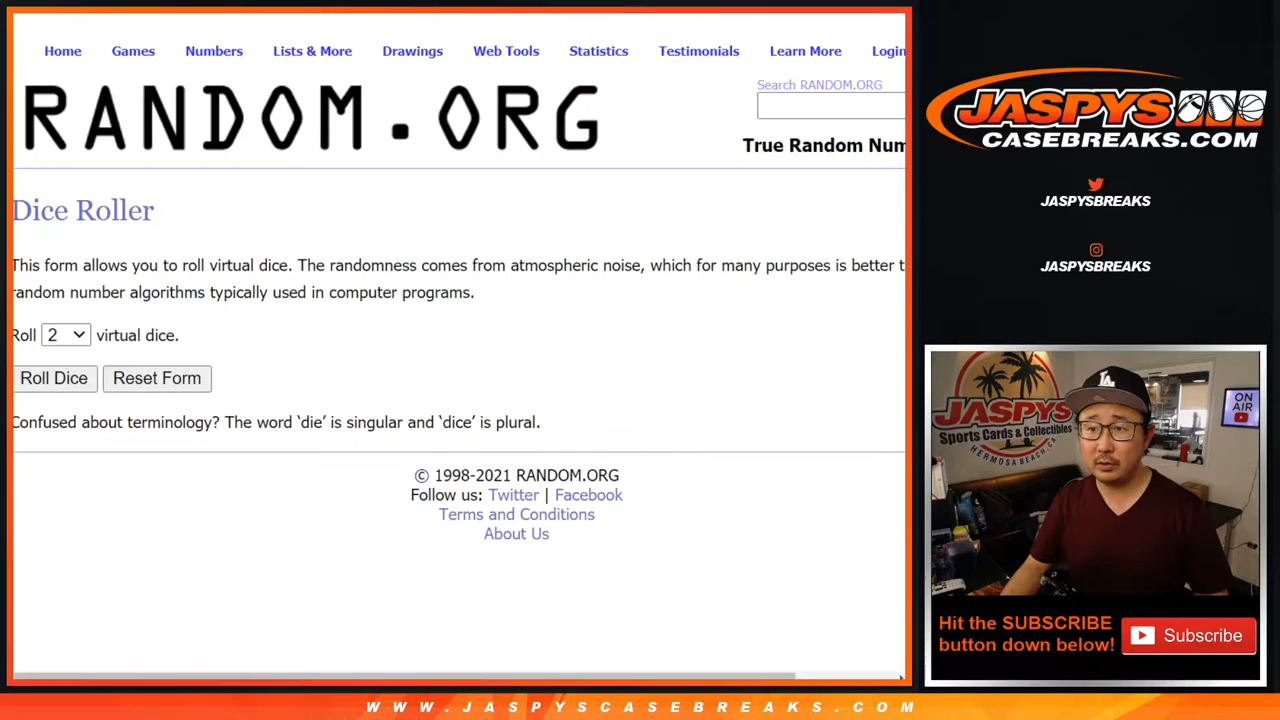 Home Games Numbers Lists & More Drawings Web Tools Statistics Testimonials Learn More Login
RANDOM.ORG
Search RANDOM.ORG
True Random Num
Dice Roller
This form allows you to roll virtual dice. The randomness comes from atmospheric noise, which for many purposes is better t
random number algorithms typically used in computer programs.
Roll 2 virtual dice.
Roll Dice Reset Form
Confused about terminology? The word ‘die’ is singular and ‘dice’ is plural.
© 1998-2021 RANDOM.ORG
Follow us: Twitter | Facebook
Terms and Conditions
About Us
JASPYS
CASEBREAKS.COM
JASPYSBREAKS
JASPYSBREAKS
JASPYS
Sports Cards & Collectibles
HERMOSA BEACH, CA
LA
ON
AIR
Hit the SUBSCRIBE
button down below!
Subscribe
WWW.JASPYSCASEBREAKS.COM